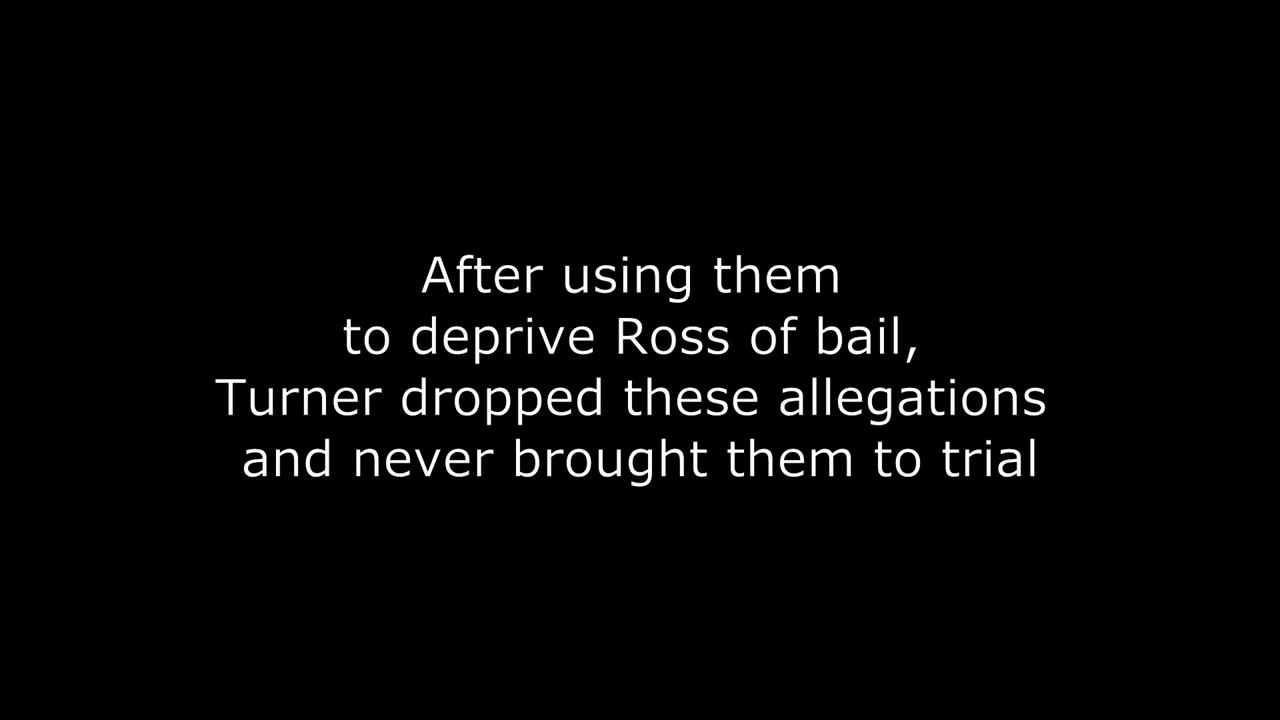 After using them
to deprive Ross of bail,
Turner dropped these allegations
and never brought them to trial